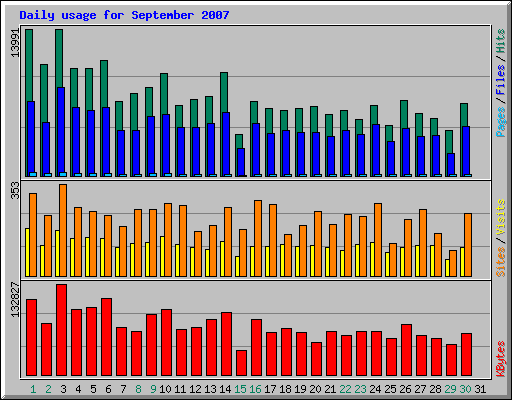 Daily usage for September 2007
13991
Pages / Files / Hits
353
Sites / Visits
132827
KBytes
1 2 3 4 5 6 7 8 9 10 11 12 13 14 15 16 17 18 19 20 21 22 23 24 25 26 27 28 29 30 31